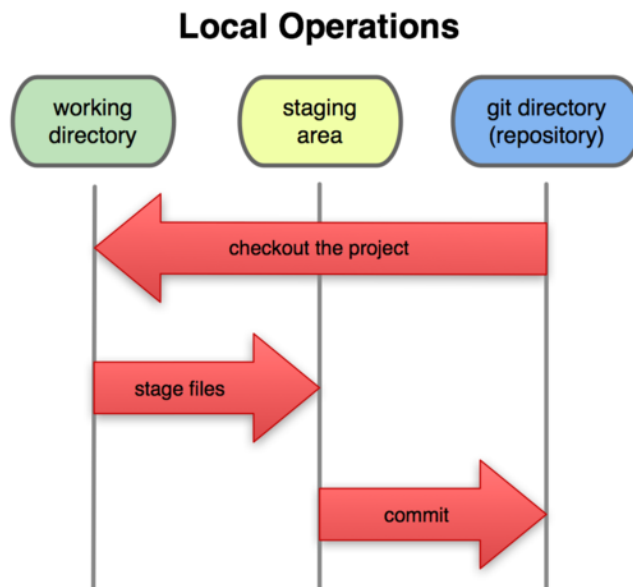 Local Operations
working
directory
staging
area
git directory
(repository)
checkout the project
stage files
commit